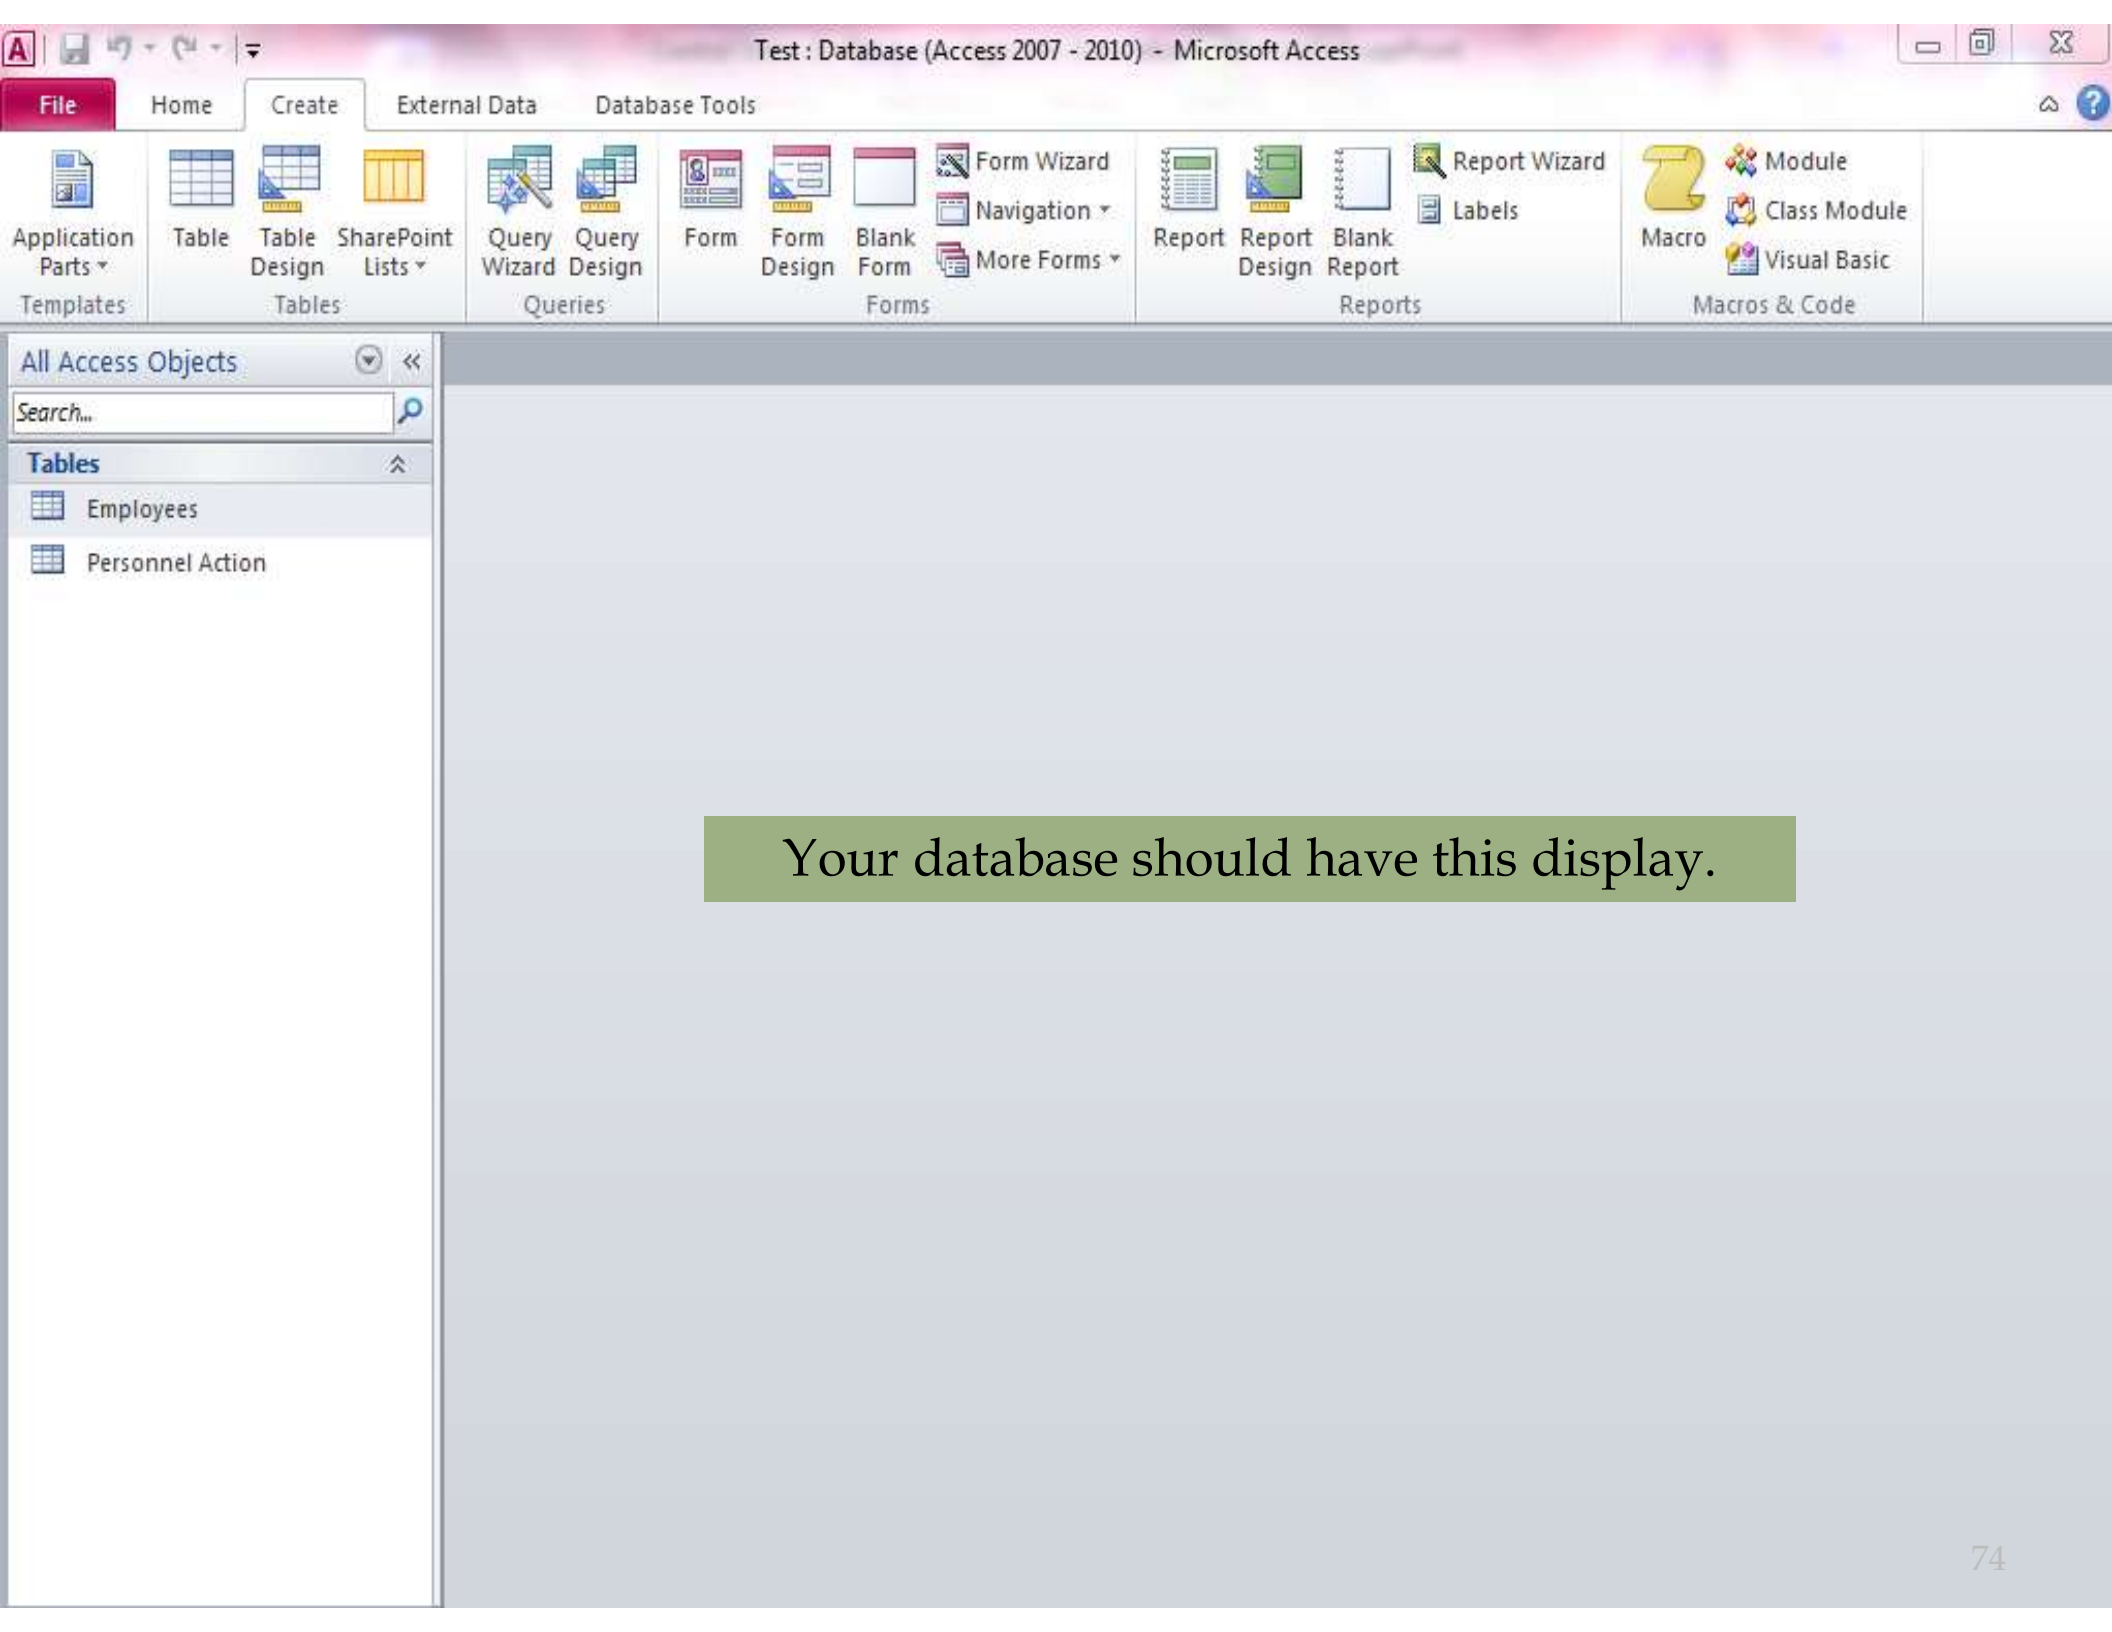 A
Test : Database (Access 2007 - 2010) - Microsoft Access
File Home Create External Data Database Tools
Application Parts
Table
Table Design
SharePoint Lists
Query Wizard
Query Design
Form
Form Design
Blank Form
Form Wizard
Navigation
More Forms
Report
Report Design
Blank Report
Report Wizard
Labels
Macro
Module
Class Module
Visual Basic
Templates Tables Queries Forms Reports Macros & Code
All Access Objects
Search...
Tables
Employees
Personnel Action
Your database should have this display.
74